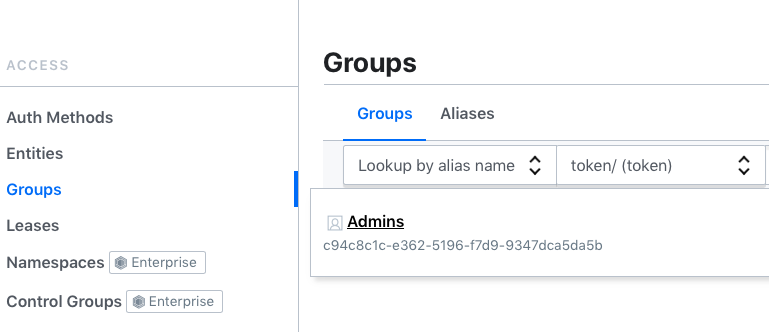 ACCESS
Auth Methods
Entities
Groups
Leases
Namespaces Enterprise
Control Groups Enterprise
Groups
Groups Aliases
Lookup by alias name token/ (token)
Admins
c94c8c1c-e362-5196-f7d9-9347dca5da5b